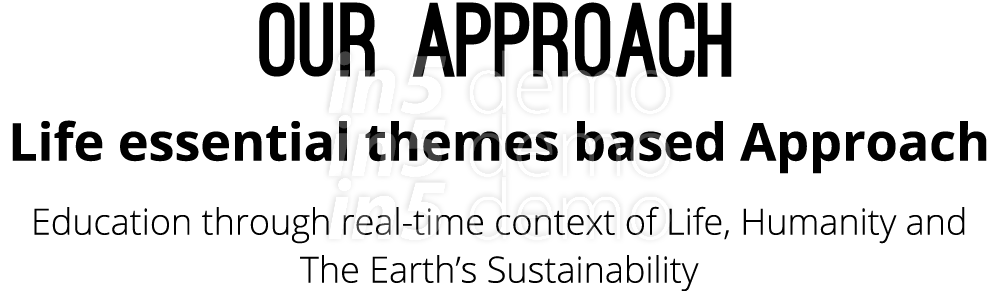 OUR APPROACH
in5 demo
Life essential themes based Approach
in5 demo
in5 demo
Education through real-time context of Life, Humanity and
The Earth’s Sustainability